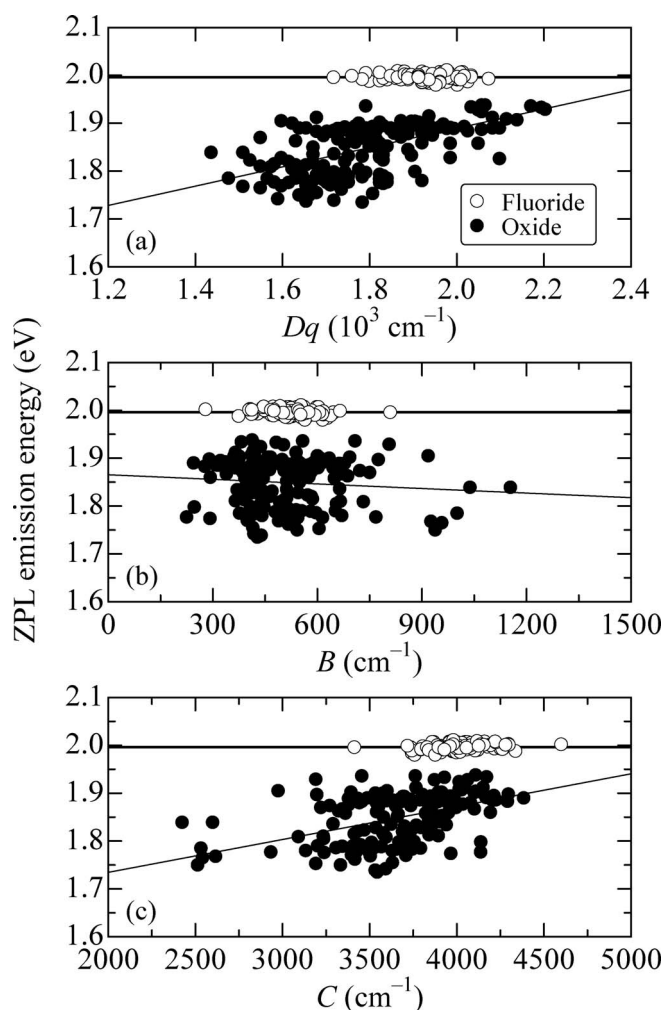 ZPL emission energy (eV)
2.1
2.0
1.9
1.8
1.7
1.6
(a)
Fluoride
Oxide
1.2 1.4 1.6 1.8 2.0 2.2 2.4
Dq (10³ cm⁻¹)
2.1
2.0
1.9
1.8
1.7
1.6
(b)
0 300 600 900 1200 1500
B (cm⁻¹)
2.1
2.0
1.9
1.8
1.7
1.6
(c)
2000 2500 3000 3500 4000 4500 5000
C (cm⁻¹)